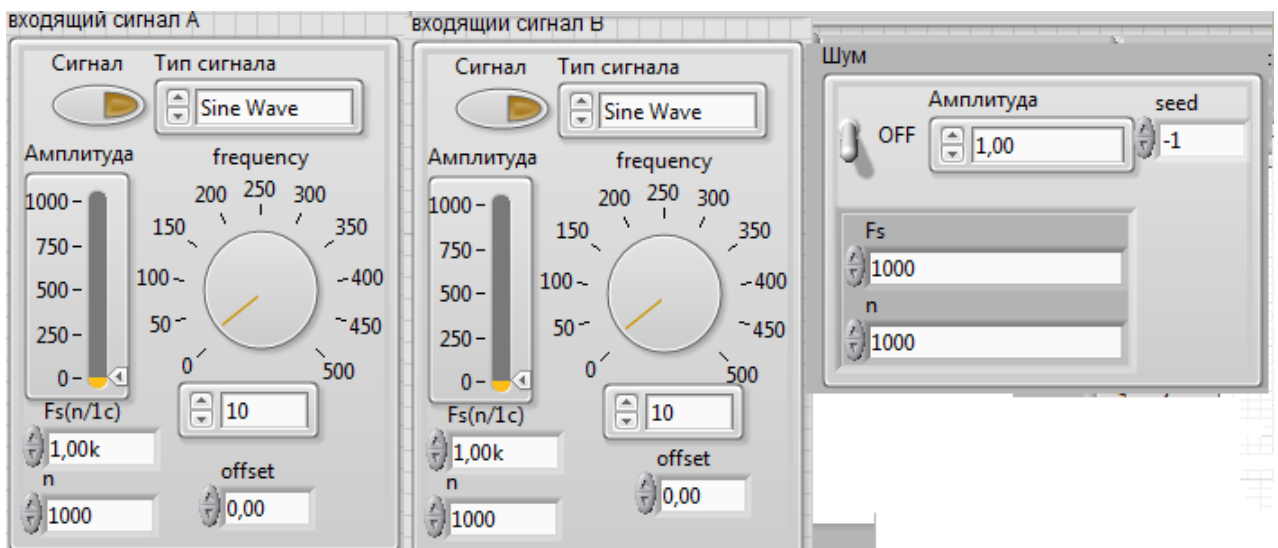 входящий сигнал A
Сигнал Тип сигнала
Sine Wave
Амплитуда frequency
1000
750
500
250
0
0 50 100 150 200 250 300 350 400 450 500
10
Fs(n/1c)
1,00k
n
1000
offset
0,00
входящий сигнал B
Сигнал Тип сигнала
Sine Wave
Амплитуда frequency
1000
750
500
250
0
0 50 100 150 200 250 300 350 400 450 500
10
Fs(n/1c)
1,00k
n
1000
offset
0,00
Шум
OFF
Амплитуда
1,00
seed
-1
Fs
1000
n
1000